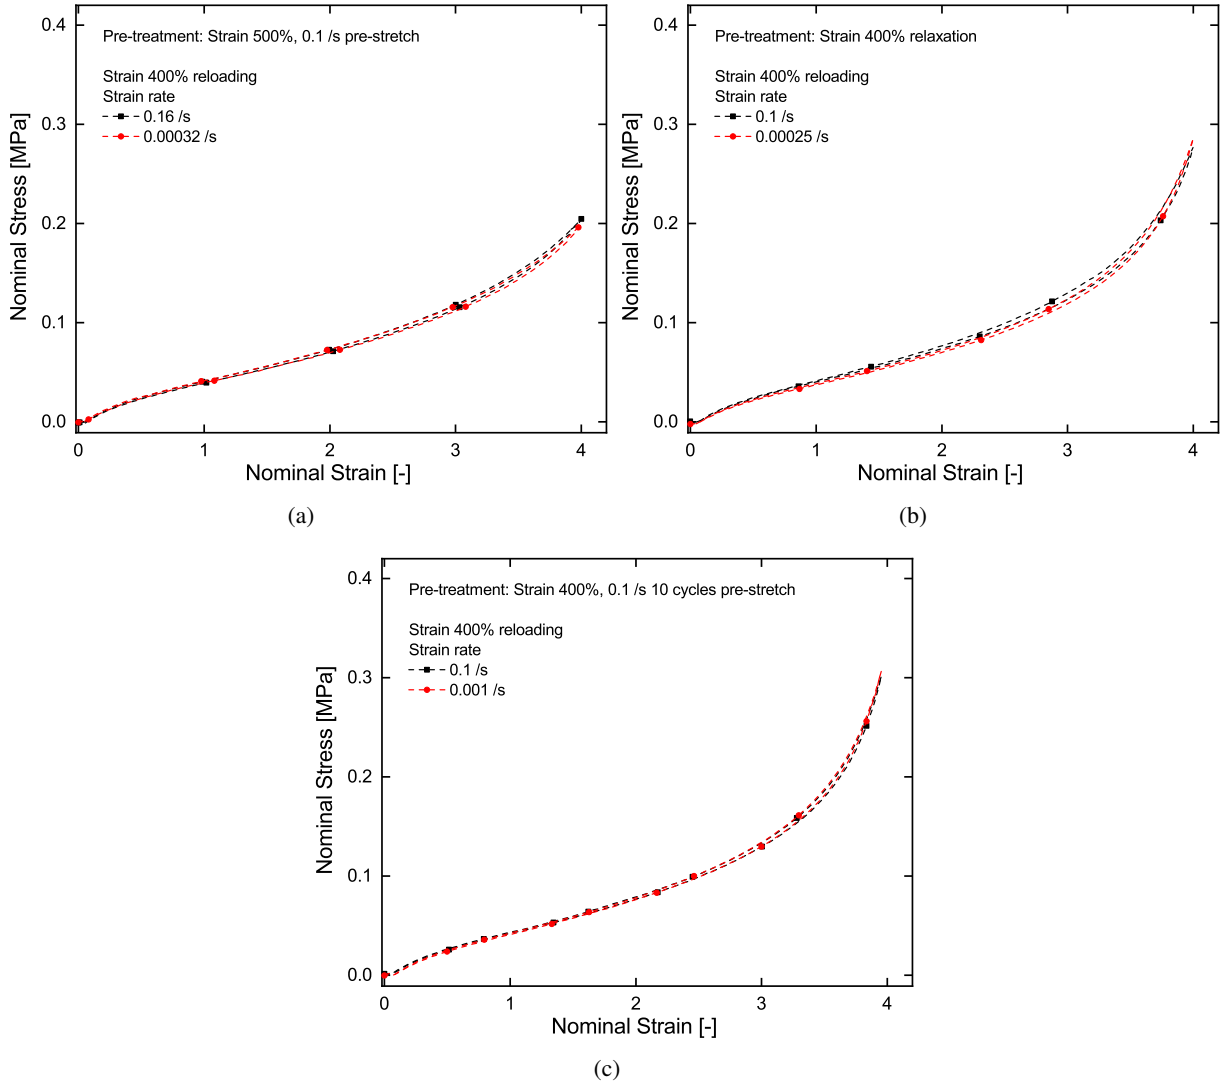 Pre-treatment: Strain 500%, 0.1 /s pre-stretch
Strain 400% reloading
Strain rate
0.16 /s
0.00032 /s
Nominal Stress [MPa]
0.4
0.3
0.2
0.1
0.0
0 1 2 3 4
Nominal Strain [-]
(a)
Pre-treatment: Strain 400% relaxation
Strain 400% reloading
Strain rate
0.1 /s
0.00025 /s
Nominal Stress [MPa]
0.4
0.3
0.2
0.1
0.0
0 1 2 3 4
Nominal Strain [-]
(b)
Pre-treatment: Strain 400%, 0.1 /s 10 cycles pre-stretch
Strain 400% reloading
Strain rate
0.1 /s
0.001 /s
Nominal Stress [MPa]
0.4
0.3
0.2
0.1
0.0
0 1 2 3 4
Nominal Strain [-]
(c)